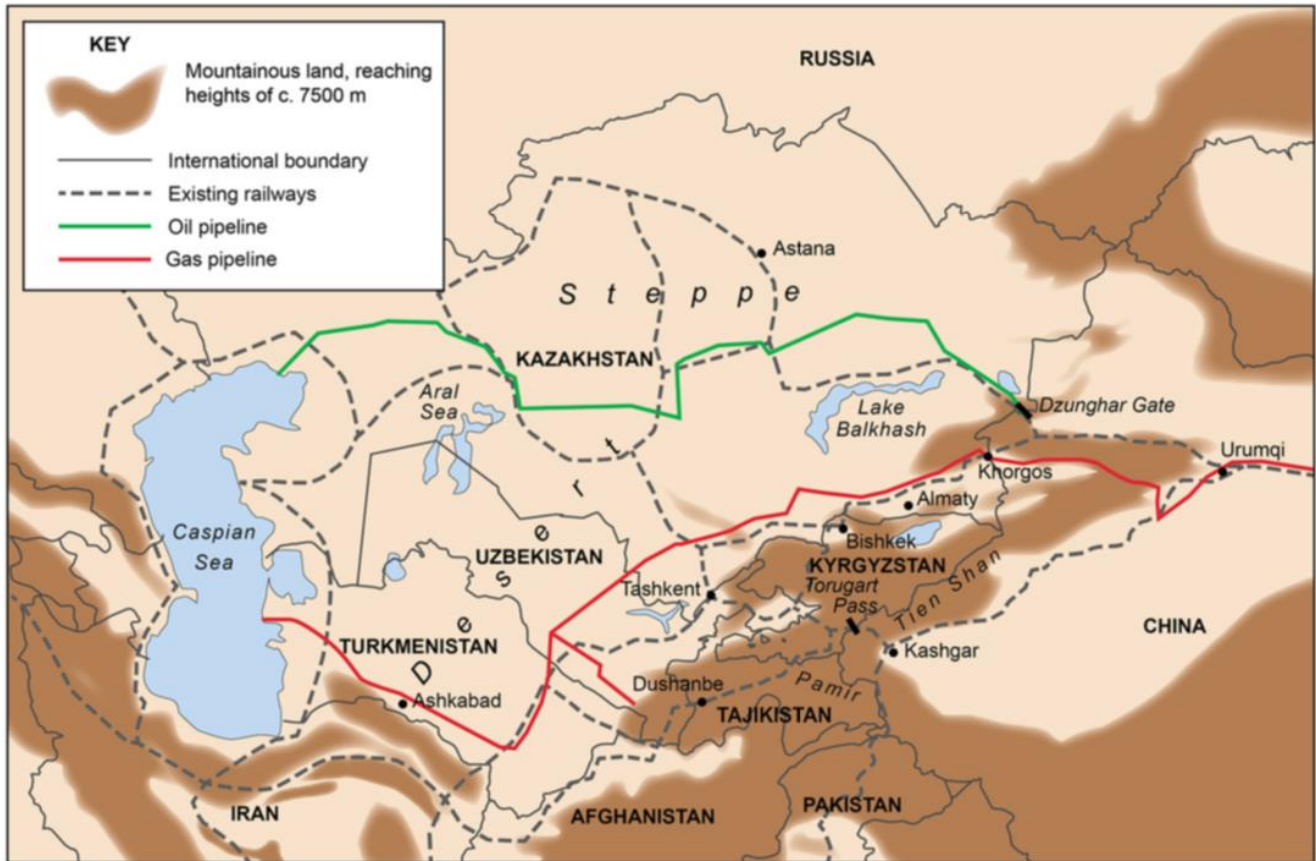 KEY
Mountainous land, reaching
heights of c. 7500 m
International boundary
Existing railways
Oil pipeline
Gas pipeline
RUSSIA
Astana
Steppe
KAZAKHSTAN
Aral
Sea
Lake
Balkhash
Dzunghar Gate
Urumqi
Khorgos
Almaty
Caspian
Sea
UZBEKISTAN
Bishkek
KYRGYZSTAN
Tashkent
Torugart
Pass
Tien Shan
CHINA
TURKMENISTAN
Desert
Kashgar
Ashkabad
Dushanbe
Pamir
TAJIKISTAN
IRAN
AFGHANISTAN
PAKISTAN